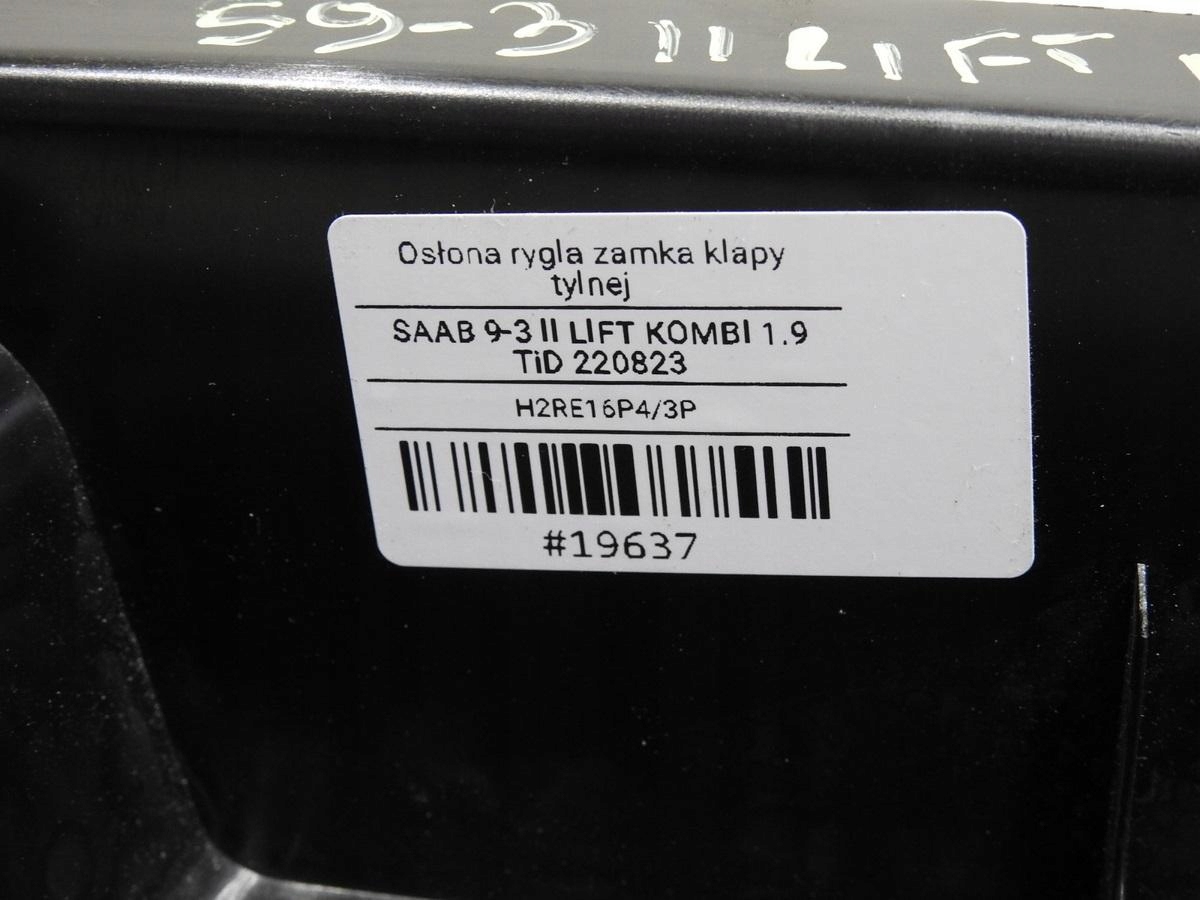 S9-3 II LIFT
Osłona rygla zamka klapy
tylnej
SAAB 9-3 II LIFT KOMBI 1.9
TiD 220823
H2RE16P4/3P
#19637